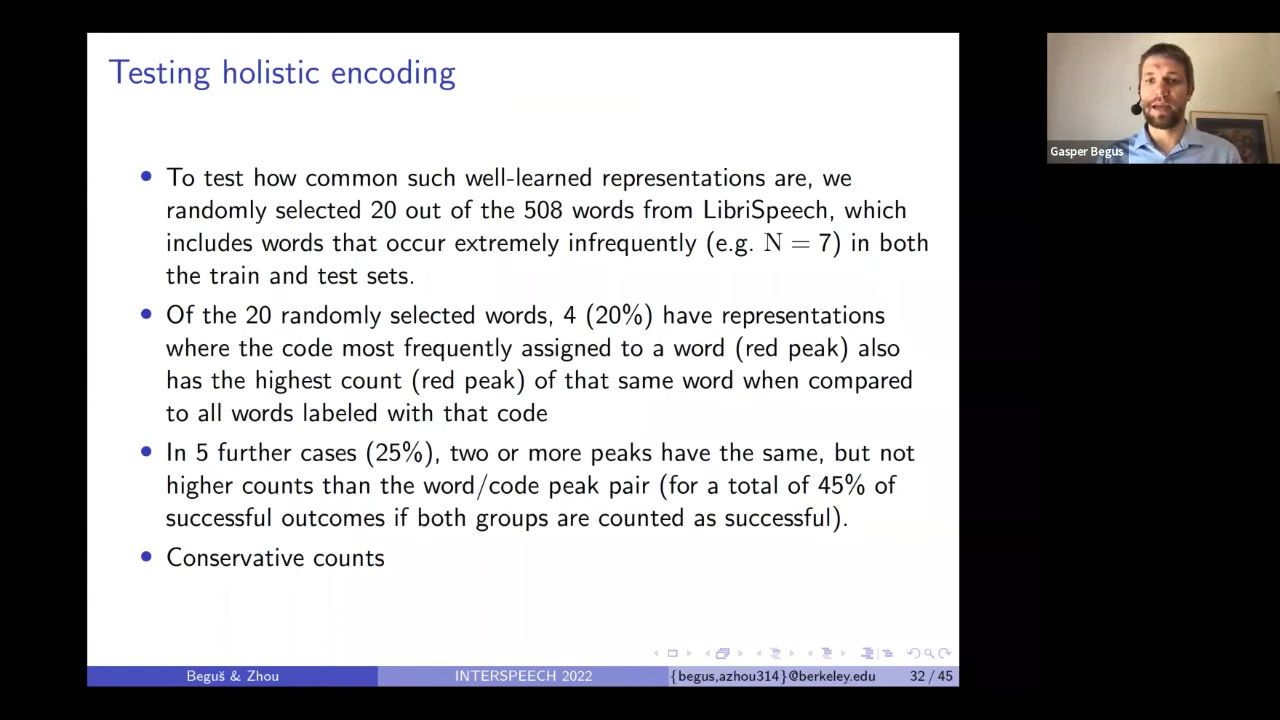 Testing holistic encoding
• To test how common such well-learned representations are, we
randomly selected 20 out of the 508 words from LibriSpeech, which
includes words that occur extremely infrequently (e.g. N = 7) in both
the train and test sets.
• Of the 20 randomly selected words, 4 (20%) have representations
where the code most frequently assigned to a word (red peak) also
has the highest count (red peak) of that same word when compared
to all words labeled with that code
• In 5 further cases (25%), two or more peaks have the same, but not
higher counts than the word/code peak pair (for a total of 45% of
successful outcomes if both groups are counted as successful).
• Conservative counts
Beguš & Zhou
INTERSPEECH 2022
{begus,azhou314}@berkeley.edu
32 / 45
Gasper Begus